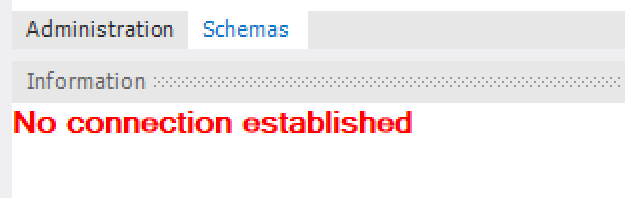 Administration Schemas
Information
No connection established